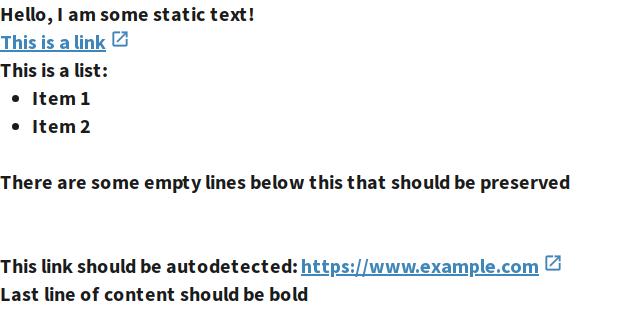 Hello, I am some static text!
This is a link
This is a list:
• Item 1
• Item 2
There are some empty lines below this that should be preserved
This link should be autodetected: https://www.example.com
Last line of content should be bold